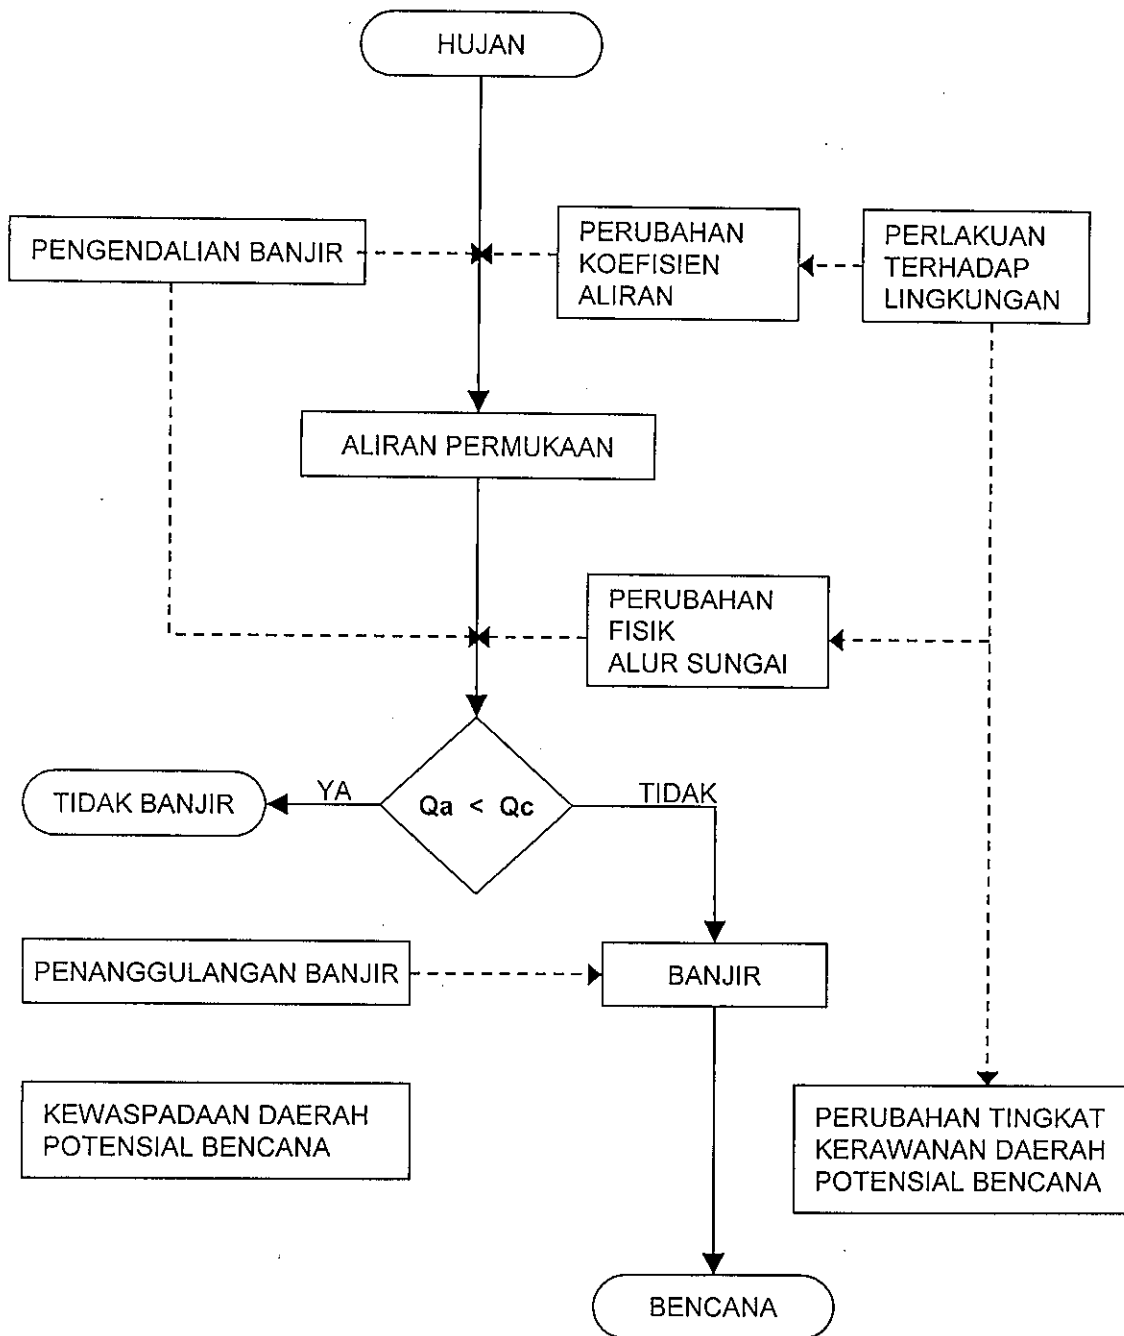 HUJAN
PENGENDALIAN BANJIR
PERUBAHAN
KOEFISIEN
ALIRAN
PERLAKUAN
TERHADAP
LINGKUNGAN
ALIRAN PERMUKAAN
PERUBAHAN
FISIK
ALUR SUNGAI
TIDAK BANJIR
YA
Qa < Qc
TIDAK
PENANGGULANGAN BANJIR
BANJIR
KEWASPADAAN DAERAH
POTENSIAL BENCANA
PERUBAHAN TINGKAT
KERAWANAN DAERAH
POTENSIAL BENCANA
BENCANA